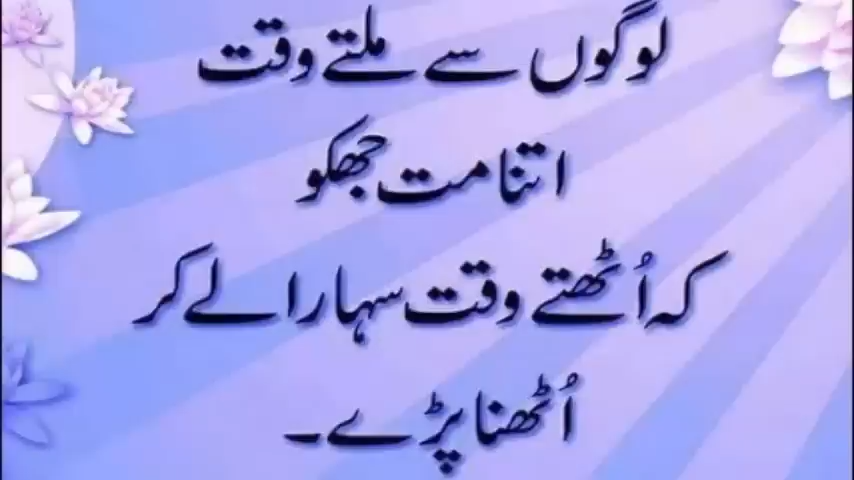 لوگوں سے ملتے وقت
اتنا مت جھکو
کہ اُٹھتے وقت سہارا لے کر
اُٹھنا پڑے۔